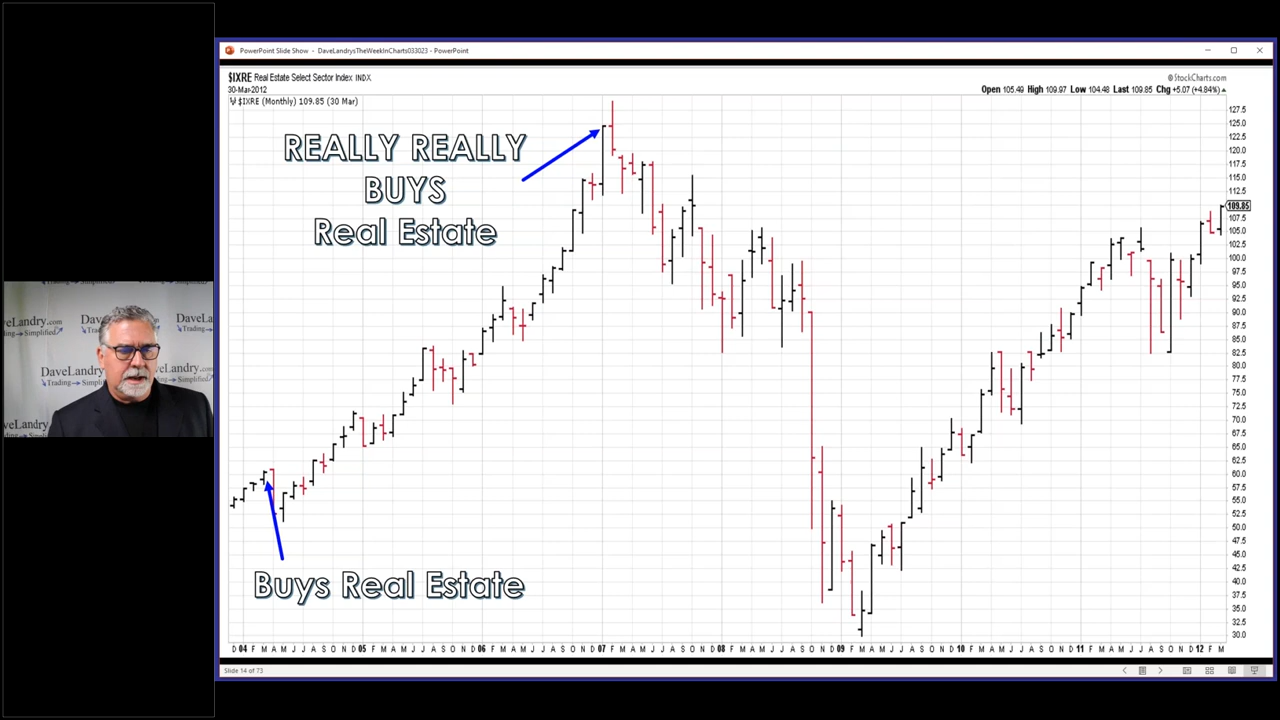 PowerPoint Slide Show - DaveLandrysTheWeekInCharts033023 - PowerPoint
$IXRE Real Estate Select Sector Index INDX
© StockCharts.com
30-Mar-2012
Open 105.49 High 109.97 Low 104.48 Last 109.85 Chg +5.07 (+4.84%)
$IXRE (Monthly) 109.85 (30 Mar)
REALLY REALLY
BUYS
Real Estate
Buys Real Estate
127.5
125.0
122.5
120.0
117.5
115.0
112.5
109.85
107.5
105.0
102.5
100.0
97.5
95.0
92.5
90.0
87.5
85.0
82.5
80.0
77.5
75.0
72.5
70.0
67.5
65.0
62.5
60.0
57.5
55.0
52.5
50.0
47.5
45.0
42.5
40.0
37.5
35.0
32.5
30.0
D 04 F M A M J J A S O N D 05 F M A M J J A S O N D 06 F M A M J J A S O N D 07 F M A M J J A S O N D 08 F M A M J J A S O N D 09 F M A M J J A S O N D 10 F M A M J J A S O N D 11 F M A M J J A S O N D 12 F M
Slide 14 of 73
DaveLandry.com
Trading Simplified